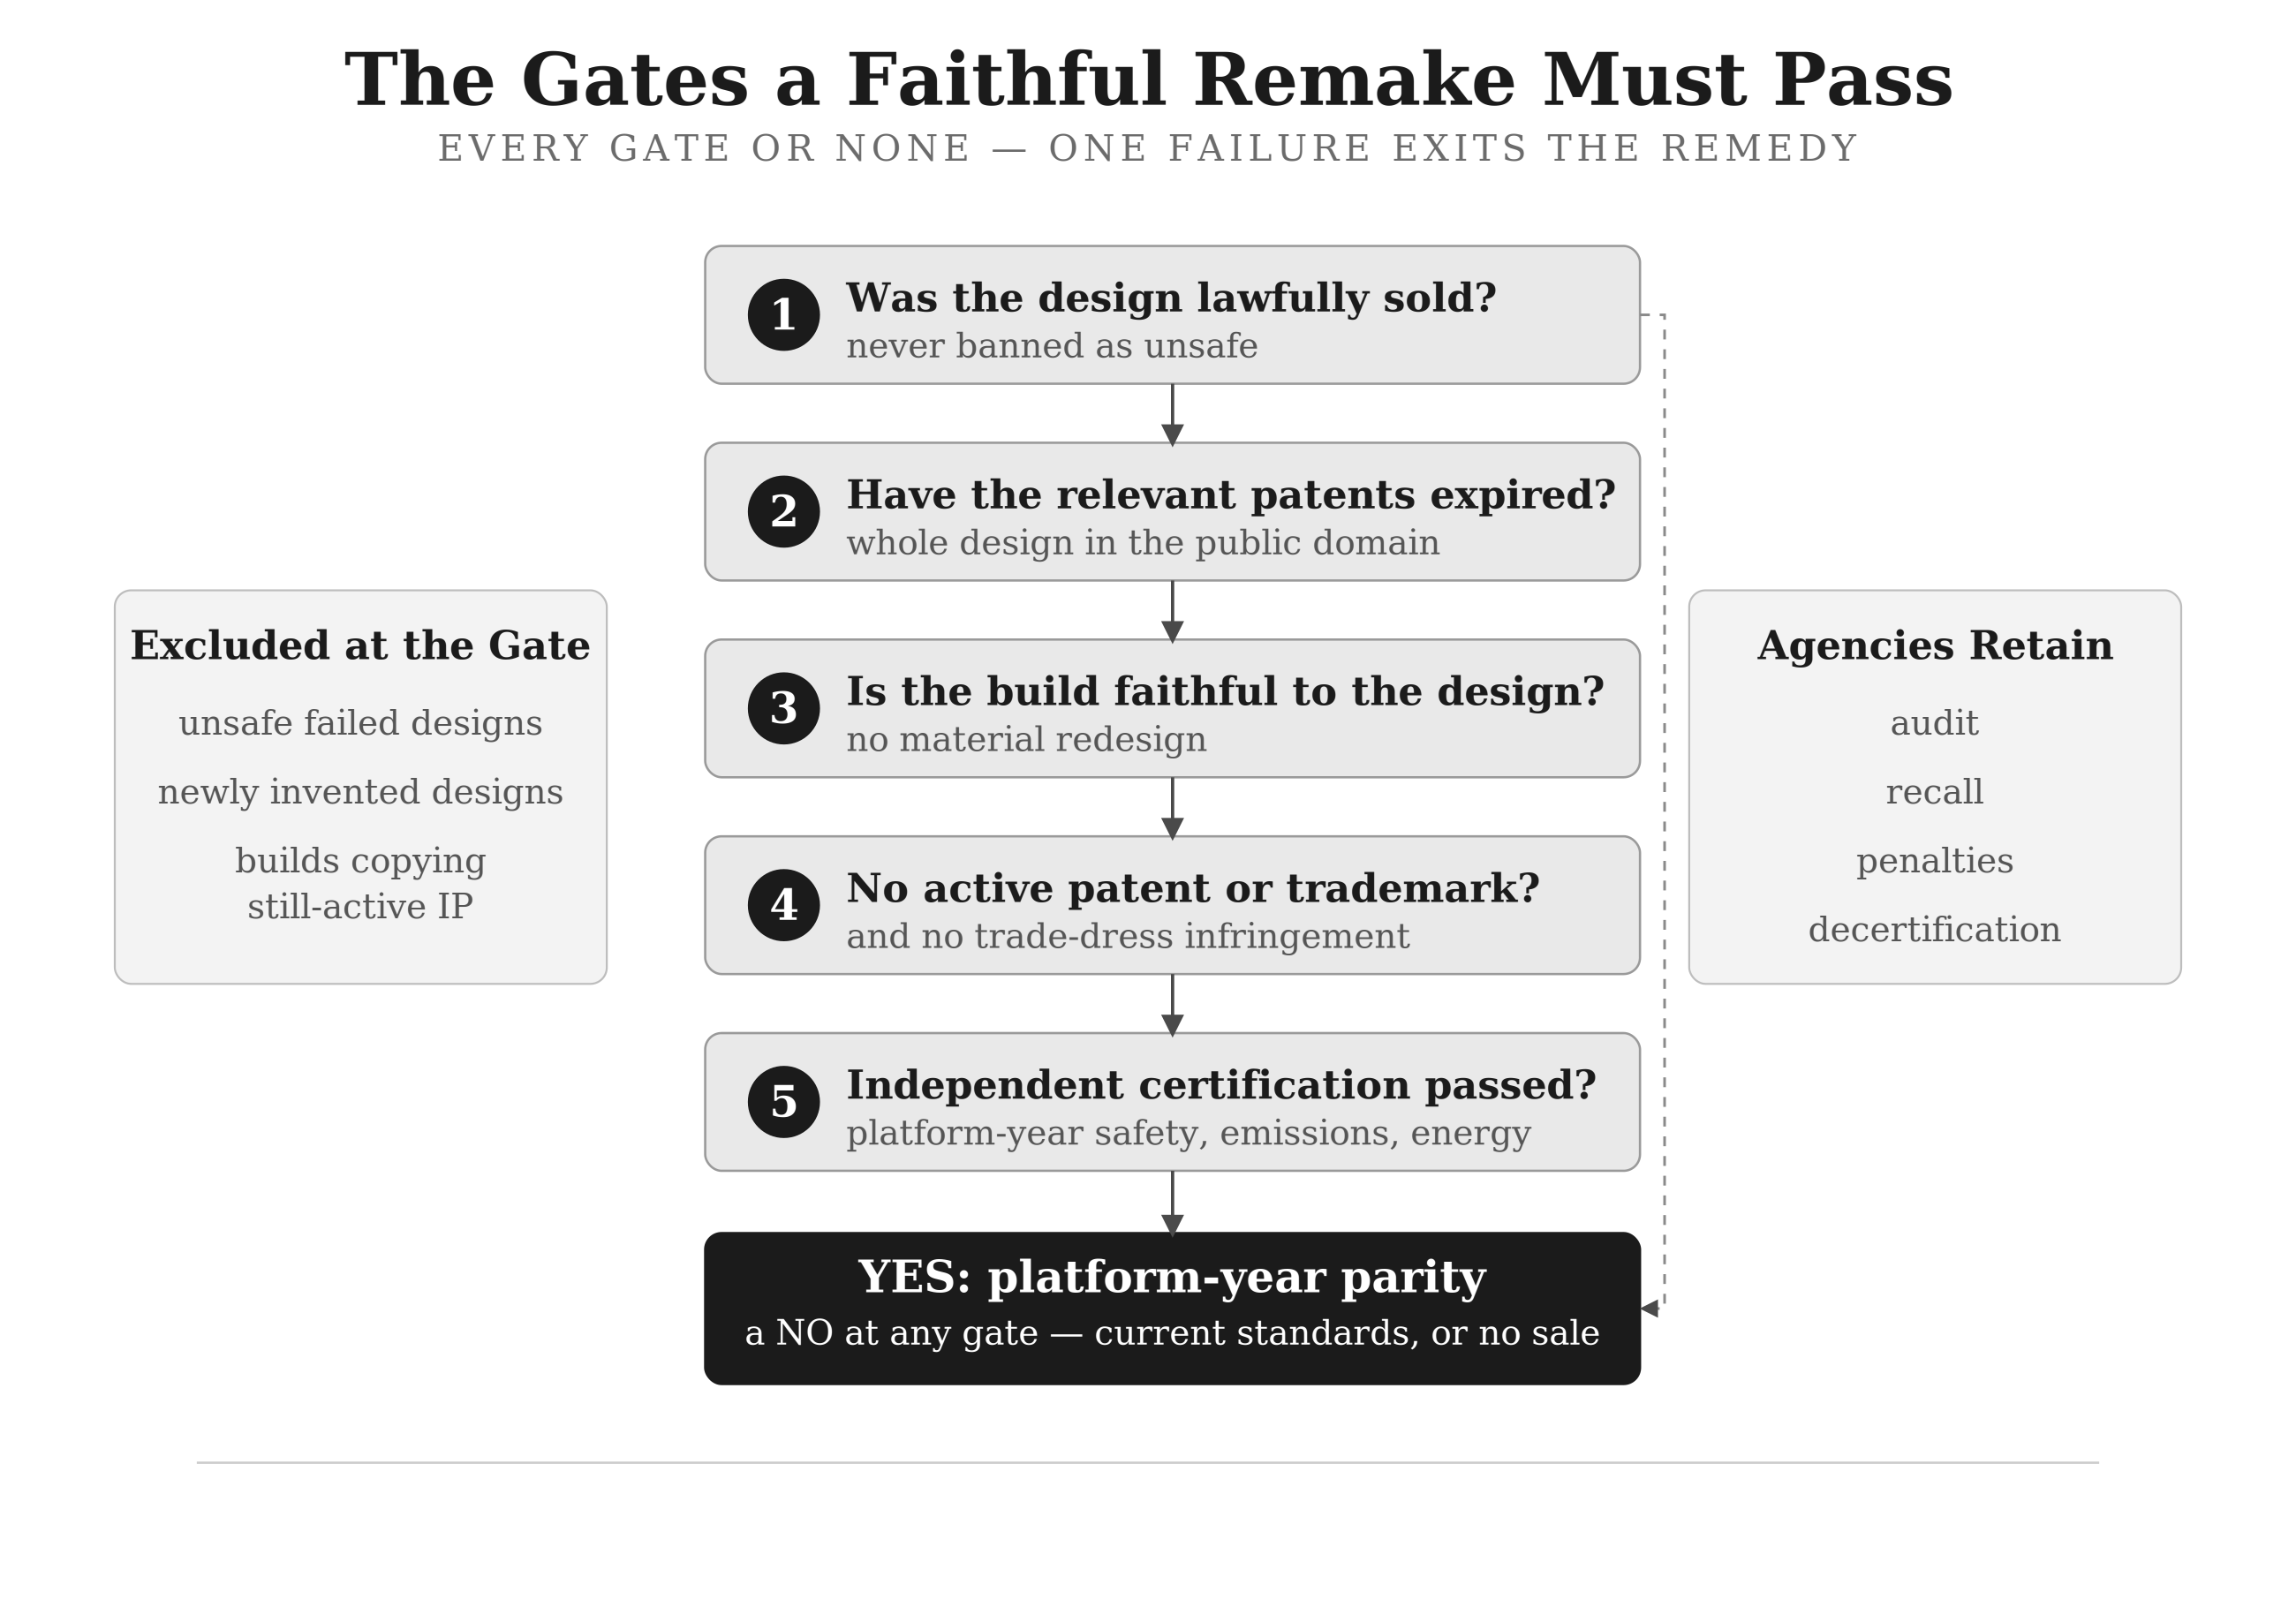 The Gates a Faithful Remake Must Pass
EVERY GATE OR NONE — ONE FAILURE EXITS THE REMEDY
1
Was the design lawfully sold?
never banned as unsafe
2
Have the relevant patents expired?
whole design in the public domain
3
Is the build faithful to the design?
no material redesign
4
No active patent or trademark?
and no trade-dress infringement
5
Independent certification passed?
platform-year safety, emissions, energy
YES: platform-year parity
a NO at any gate — current standards, or no sale
Excluded at the Gate
unsafe failed designs
newly invented designs
builds copying
still-active IP
Agencies Retain
audit
recall
penalties
decertification